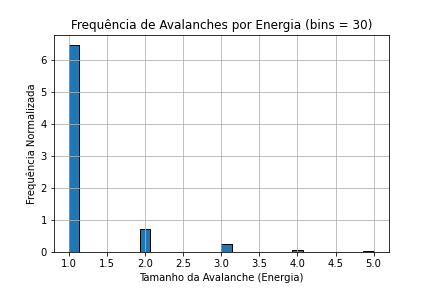 Frequência de Avalanches por Energia (bins = 30)
Frequência Normalizada
6
5
4
3
2
1
0
1.0 1.5 2.0 2.5 3.0 3.5 4.0 4.5 5.0
Tamanho da Avalanche (Energia)